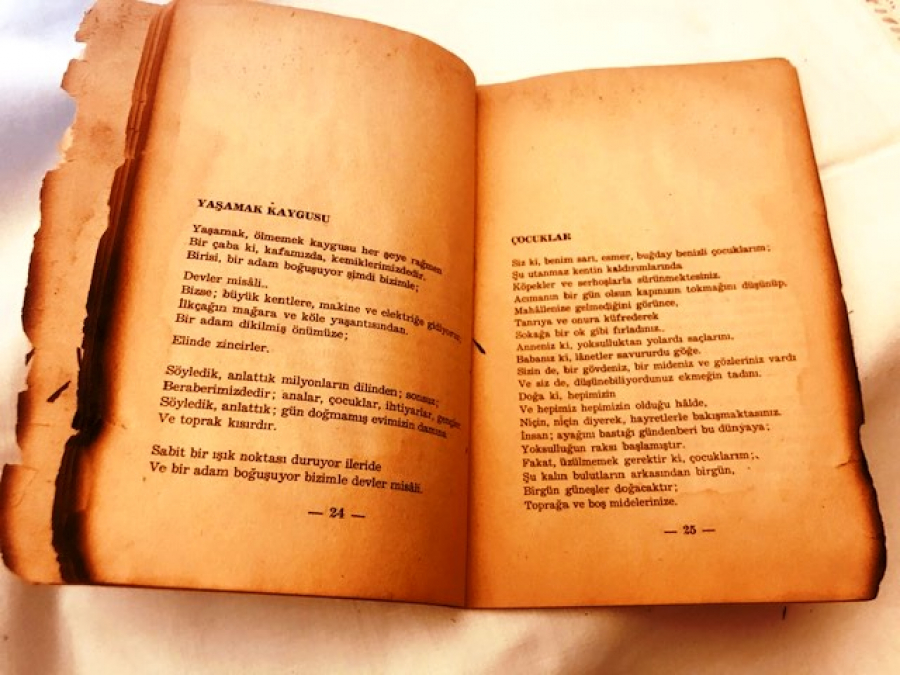 YAŞAMAK KAYGUSU
Yaşamak, ölmemek kaygusu her şeye rağmen
Bir çaba ki, kafamızda, kemiklerimizdedir.
Birisi, bir adam boğuşuyor şimdi bizimle;
Devler misâli..
Bizse; büyük kentlere, makine ve elektriğe gidiyoruz;
İlkçağın mağara ve köle yaşantısından.
Bir adam dikilmiş önümüze;
Elinde zincirler.
Söyledik, anlattık milyonların dilinden; sonsuz;
Beraberimizdedir; analar, çocuklar, ihtiyarlar, gençler
Söyledik, anlattık; gün doğmamış evimizin damına
Ve toprak kısırdır.
Sabit bir ışık noktası duruyor ileride
Ve bir adam boğuşuyor bizimle devler misâli.
— 24 —
ÇOCUKLAR
Siz ki, benim sarı, esmer, buğday benizli çocuklarım;
Şu utanmaz kentin kaldırımlarında
Köpekler ve serhoşlarla sürünmektesiniz.
Acımanın bir gün olsun kapınızın tokmağını düşünüp,
Mahâllenize gelmediğini görünce,
Tanrıya ve onura küfrederek
Sokağa bir ok gibi fırladınız..
Anneniz ki, yoksulluktan yolardı saçlarını,
Babanız ki, lânetler savururdu göğe.
Sizin de, bir gövdeniz, bir mideniz ve gözleriniz vardı
Ve siz de, düşünebiliyordunuz ekmeğin tadını.
Doğa ki, hepimizin
Ve hepimiz hepimizin olduğu hâlde,
Niçin, niçin diyerek, hayretlerle bakışmaktasınız.
İnsan; ayağını bastığı gündenberi bu dünyaya;
Yoksulluğun raksı başlamıştır.
Fakat, üzülmemek gerektir ki, çocuklarım;.
Şu kalın bulutların arkasından birgün,
Birgün güneşler doğacaktır;
Toprağa ve boş midelerinize.
— 25 —